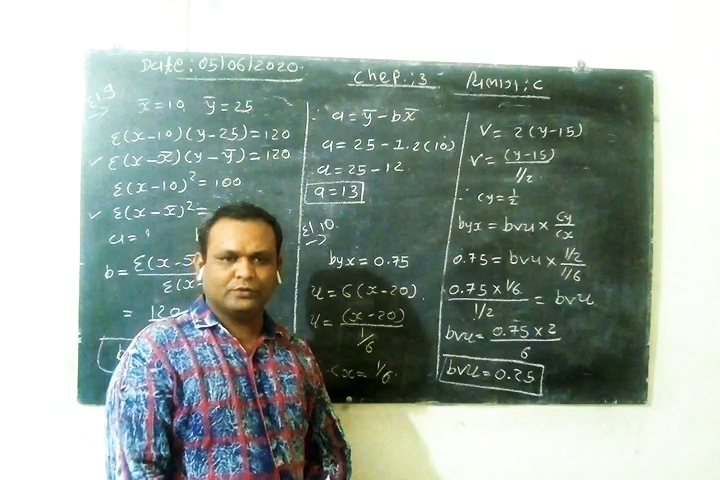 Date: 05/06/2020.
Chep.: 3
વિભાગ: C
દા.9
x̄=10, ȳ=25
Σ(x-10)(y-25)=120
✓ Σ(x-x̄)(y-ȳ)=120
Σ(x-10)²=100
✓ Σ(x-x̄)²=
a=?
b=Σ(x-x̄
Σ(x
= 120
b
∴ a=ȳ-bx̄
a=25-1.2(10)
a=25-12
a=13
દા.10.
byx=0.75
u=6(x-20).
u=(x-20)
1/6
cx=1/6.
v=2(y-15)
v=(y-15)
1/2
∴ cy=1/2
byx=bvu×cy/cx
0.75=bvu×1/2
1/6
0.75×1/6=bvu
1/2
bvu=0.75×2
6
bvu=0.25